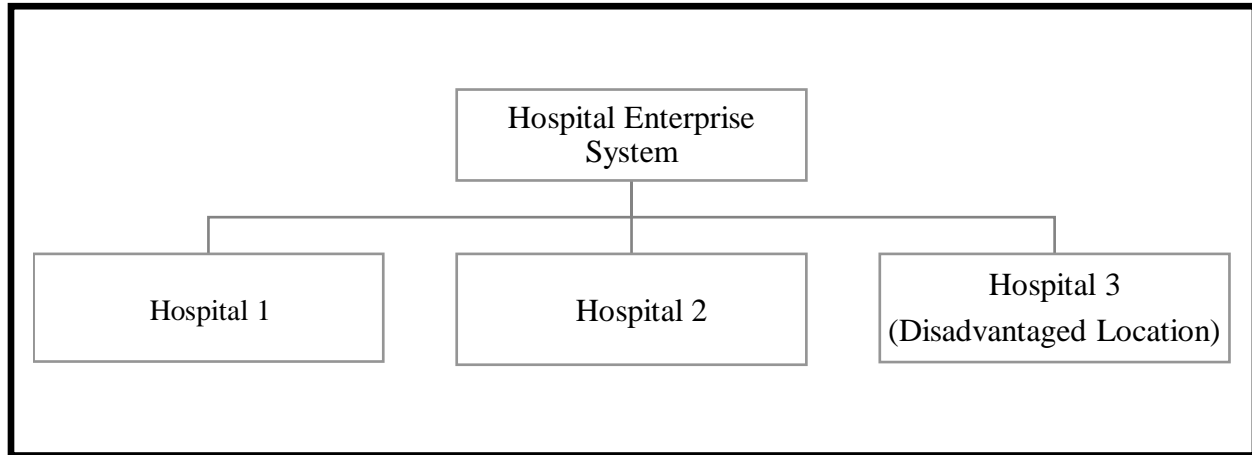 Hospital Enterprise
System
Hospital 1
Hospital 2
Hospital 3
(Disadvantaged Location)